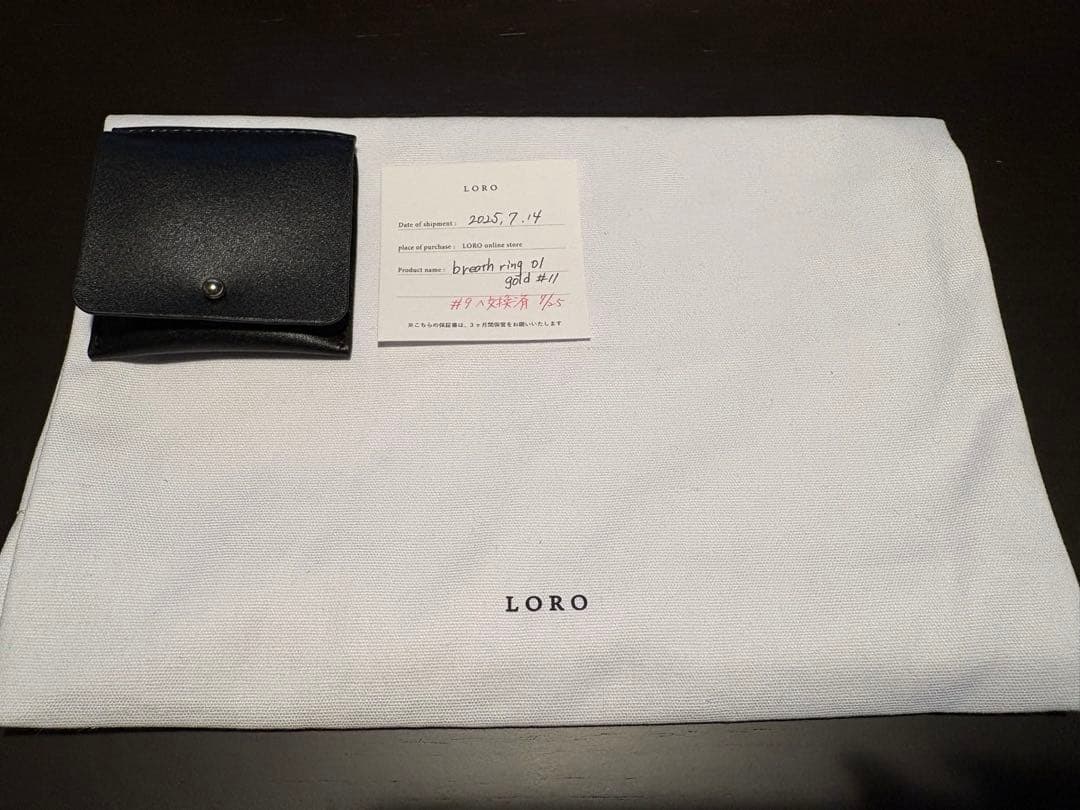 LORO
Date of shipment : 2025, 7. 14
place of purchase : LORO online store
Product name : breath ring 01
gold #11
#9へ交換済 7/25
※こちらの保証書は、3ヶ月間保管をお願いいたします
LORO